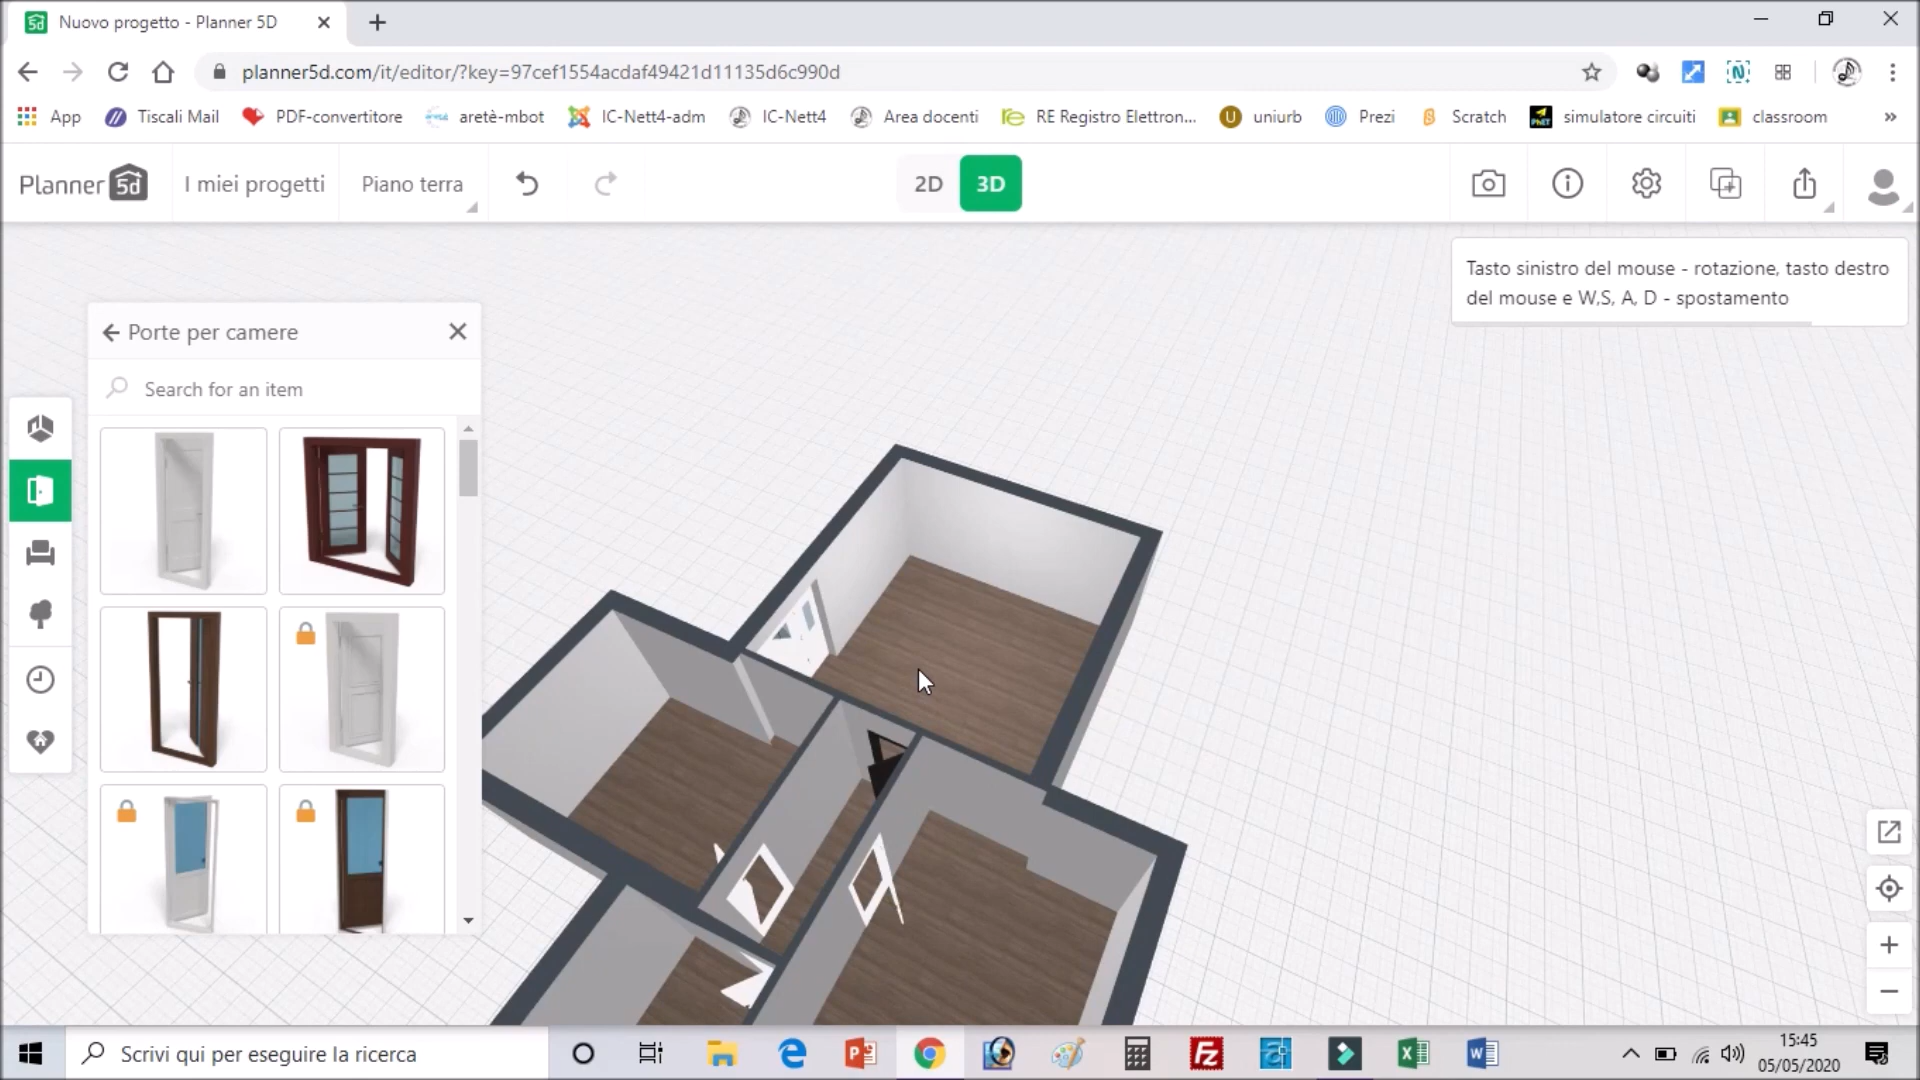 Nuovo progetto - Planner 5D
planner5d.com/it/editor/?key=97cef1554acdaf49421d11135d6c990d
App
Tiscali Mail
PDF-convertitore
aretè-mbot
IC-Nett4-adm
IC-Nett4
Area docenti
RE Registro Elettron...
uniurb
Prezi
Scratch
simulatore circuiti
classroom
Planner 5d
I miei progetti
Piano terra
2D
3D
Tasto sinistro del mouse - rotazione, tasto destro
del mouse e W,S, A, D - spostamento
Porte per camere
Search for an item
Scrivi qui per eseguire la ricerca
15:45
05/05/2020